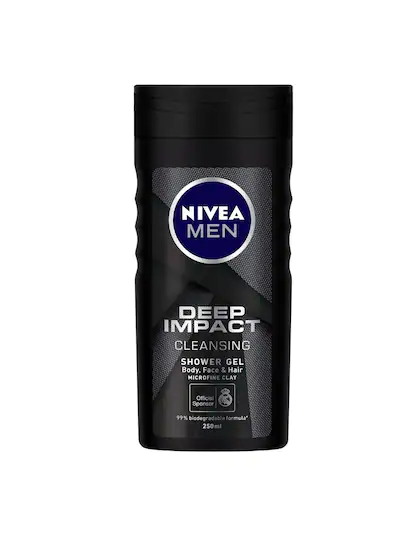 NIVEA
MEN
DEEP
IMPACT
CLEANSING
SHOWER GEL
Body, Face & Hair
MICROFINE CLAY
Official
Sponsor
99% biodegradable formula*
250ml